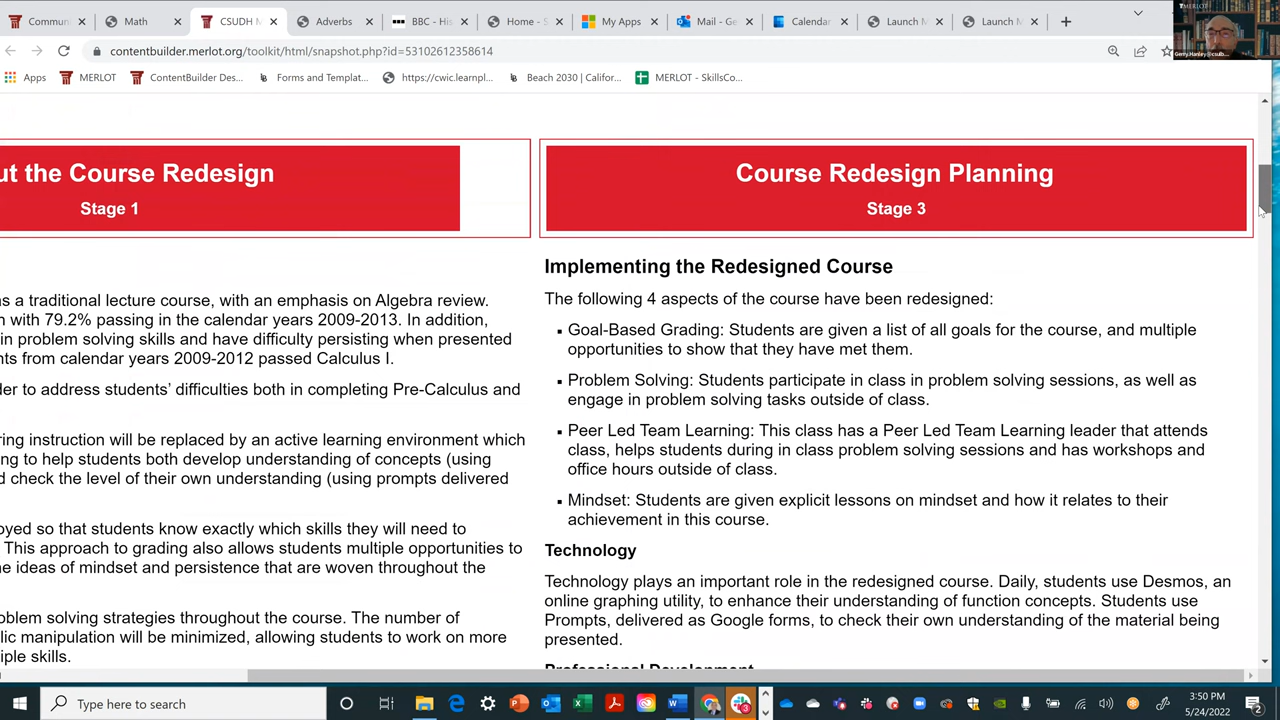 Commun
Math
CSUDH M
Adverbs
BBC - His
Home - S
My Apps
Mail - Ge
Calendar
Launch M
Launch M
contentbuilder.merlot.org/toolkit/html/snapshot.php?id=53102612358614
Apps
MERLOT
ContentBuilder Des...
Forms and Templat...
https://cwic.learnpl...
Beach 2030 | Califor...
MERLOT - SkillsCo...
ut the Course Redesign
Stage 1
as a traditional lecture course, with an emphasis on Algebra review.
n with 79.2% passing in the calendar years 2009-2013. In addition,
in problem solving skills and have difficulty persisting when presented
nts from calendar years 2009-2012 passed Calculus I.
der to address students' difficulties both in completing Pre-Calculus and
ring instruction will be replaced by an active learning environment which
ng to help students both develop understanding of concepts (using
d check the level of their own understanding (using prompts delivered
oyed so that students know exactly which skills they will need to
This approach to grading also allows students multiple opportunities to
e ideas of mindset and persistence that are woven throughout the
oblem solving strategies throughout the course. The number of
lic manipulation will be minimized, allowing students to work on more
iple skills.
Course Redesign Planning
Stage 3
Implementing the Redesigned Course
The following 4 aspects of the course have been redesigned:
▪ Goal-Based Grading: Students are given a list of all goals for the course, and multiple
opportunities to show that they have met them.
▪ Problem Solving: Students participate in class in problem solving sessions, as well as
engage in problem solving tasks outside of class.
▪ Peer Led Team Learning: This class has a Peer Led Team Learning leader that attends
class, helps students during in class problem solving sessions and has workshops and
office hours outside of class.
▪ Mindset: Students are given explicit lessons on mindset and how it relates to their
achievement in this course.
Technology
Technology plays an important role in the redesigned course. Daily, students use Desmos, an
online graphing utility, to enhance their understanding of function concepts. Students use
Prompts, delivered as Google forms, to check their own understanding of the material being
presented.
Professional Development
Type here to search
3:50 PM
5/24/2022
2